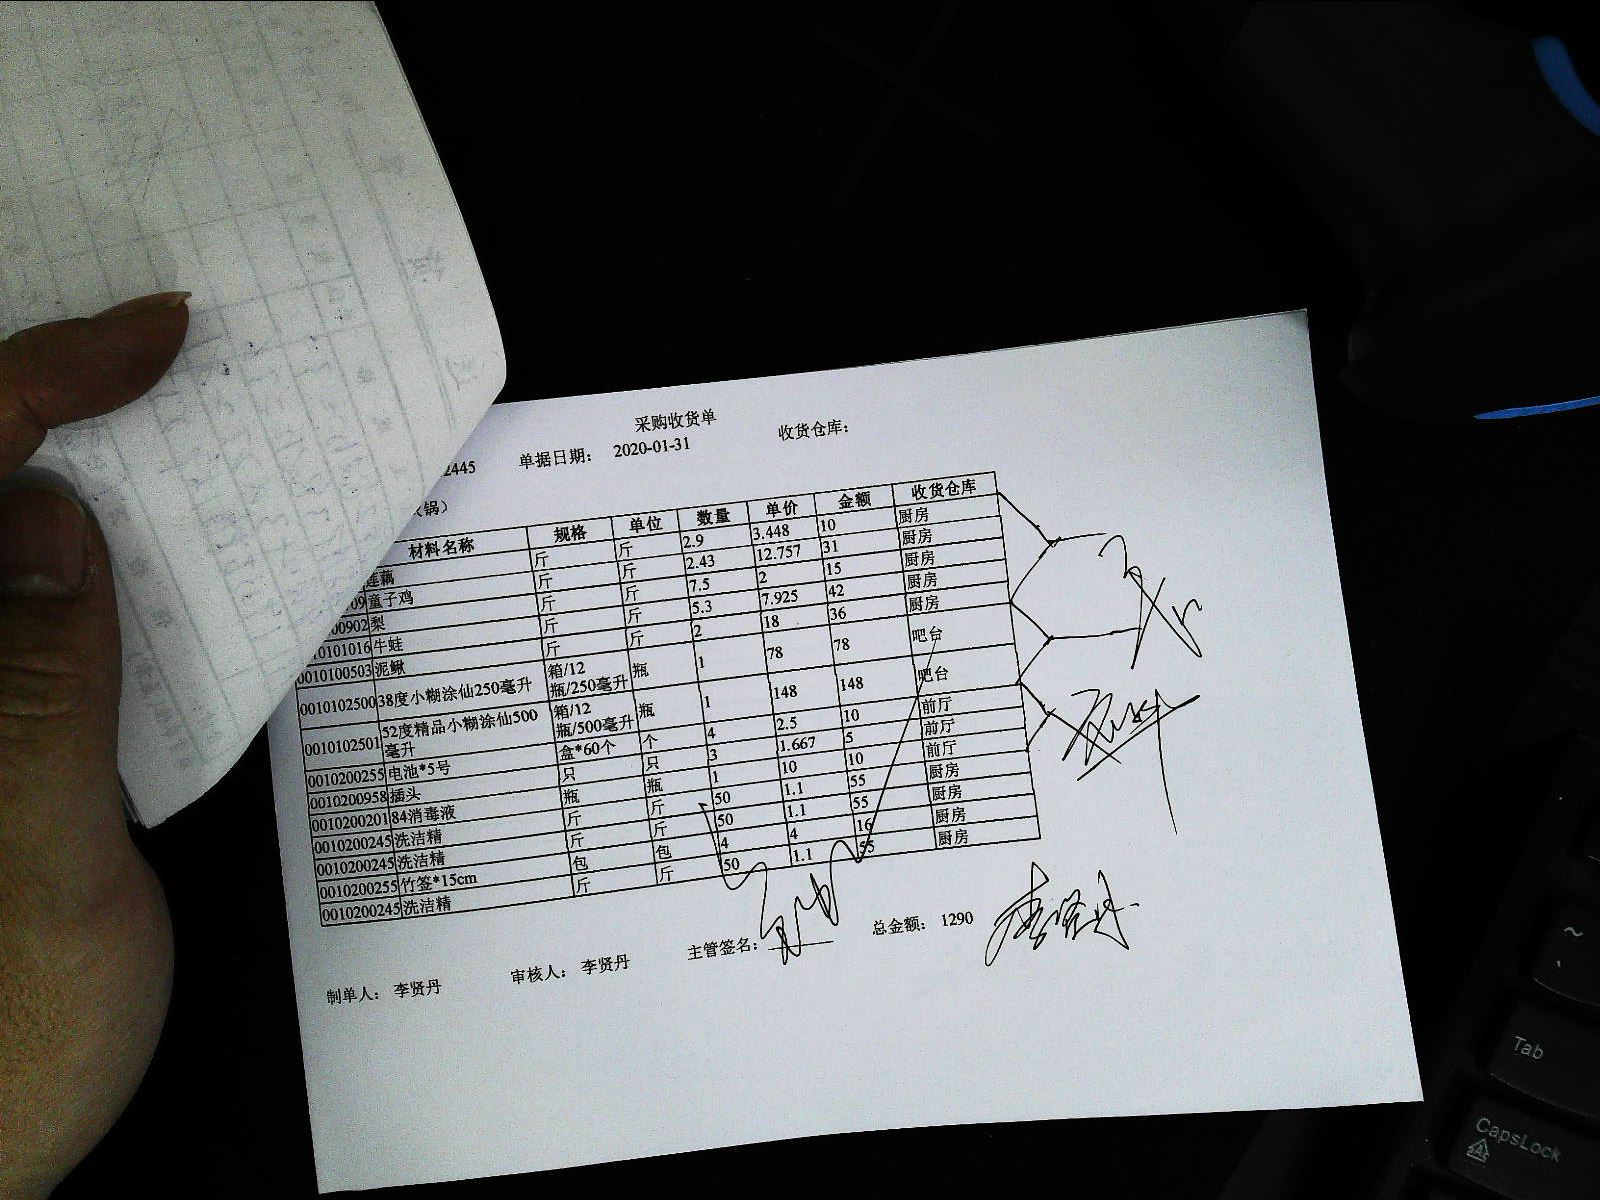 采购收货单
2445 单据日期： 2020-01-31 收货仓库：
锅）
材料名称 规格 单位 数量 单价 金额 收货仓库
莲藕 斤 斤 2.9 3.448 10 厨房
09 童子鸡 斤 斤 2.43 12.757 31 厨房
00902 梨 斤 斤 7.5 2 15 厨房
0101016 牛蛙 斤 斤 5.3 7.925 42 厨房
0010100503 泥鳅 斤 斤 2 18 36 厨房
0010102500 38度小糊涂仙250毫升 箱/12瓶/250毫升 瓶 1 78 78 吧台
0010102501 52度精品小糊涂仙500毫升 箱/12瓶/500毫升 瓶 1 148 148 吧台
0010200255 电池*5号 盒*60个 个 4 2.5 10 前厅
0010200958 插头 只 只 3 1.667 5 前厅
0010200201 84消毒液 瓶 瓶 1 10 10 前厅
0010200245 洗洁精 斤 斤 50 1.1 55 厨房
0010200245 洗洁精 斤 斤 50 1.1 55 厨房
0010200255 竹签*15cm 包 包 4 4 16 厨房
0010200245 洗洁精 斤 斤 50 1.1 55 厨房
制单人： 李贤丹 审核人： 李贤丹 主管签名： 总金额： 1290 李贤丹
Tab
CapsLock